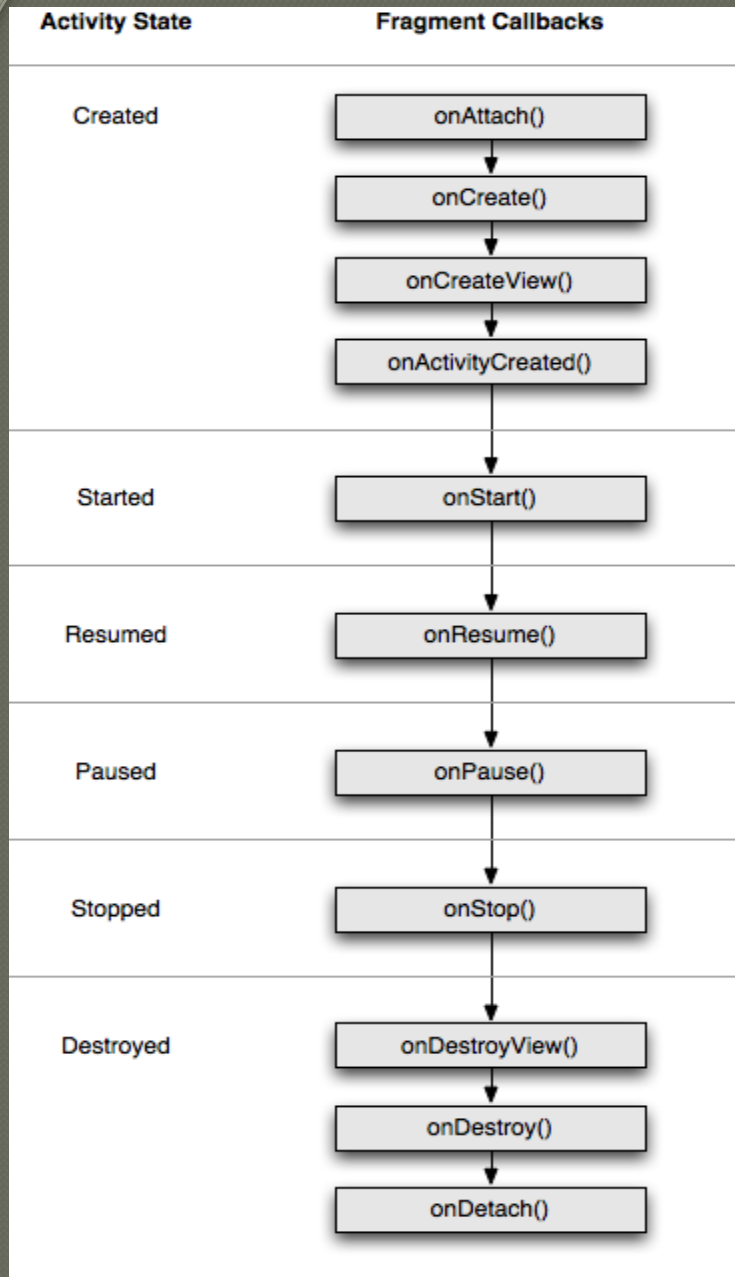 Activity State Fragment Callbacks
Created onAttach()
onCreate()
onCreateView()
onActivityCreated()
Started onStart()
Resumed onResume()
Paused onPause()
Stopped onStop()
Destroyed onDestroyView()
onDestroy()
onDetach()